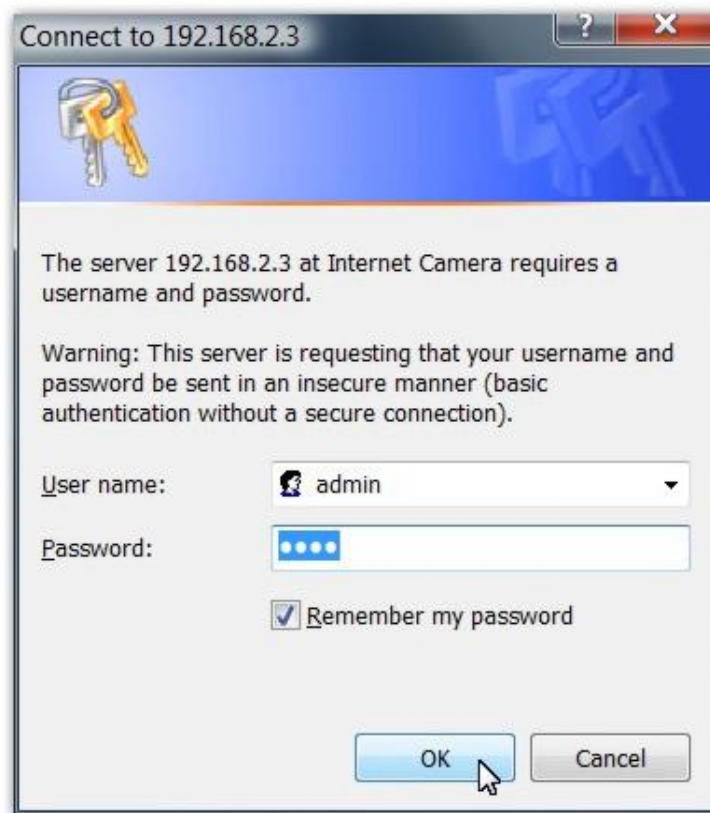 Connect to 192.168.2.3
?
The server 192.168.2.3 at Internet Camera requires a
username and password.
Warning: This server is requesting that your username and
password be sent in an insecure manner (basic
authentication without a secure connection).
User name: admin
Password: ••••
Remember my password
OK Cancel